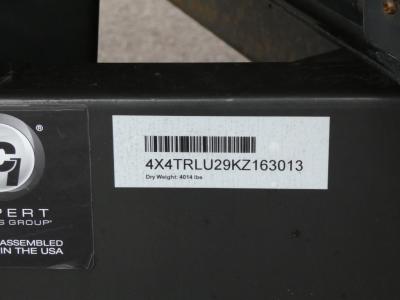 4X4TRLU29KZ163013
Dry Weight: 4014 lbs
®
PERT
S GROUP
ASSEMBLED
IN THE USA